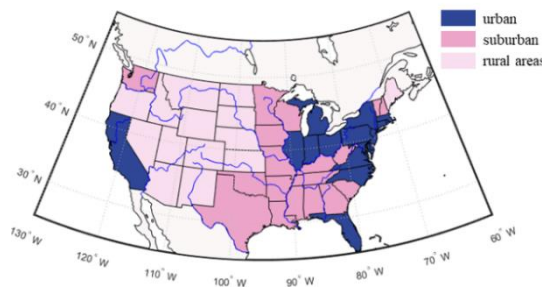 urban
suburban
rural areas
50° N
40° N
30° N
130° W
120° W
110° W
100° W
90° W
80° W
70° W
60° W